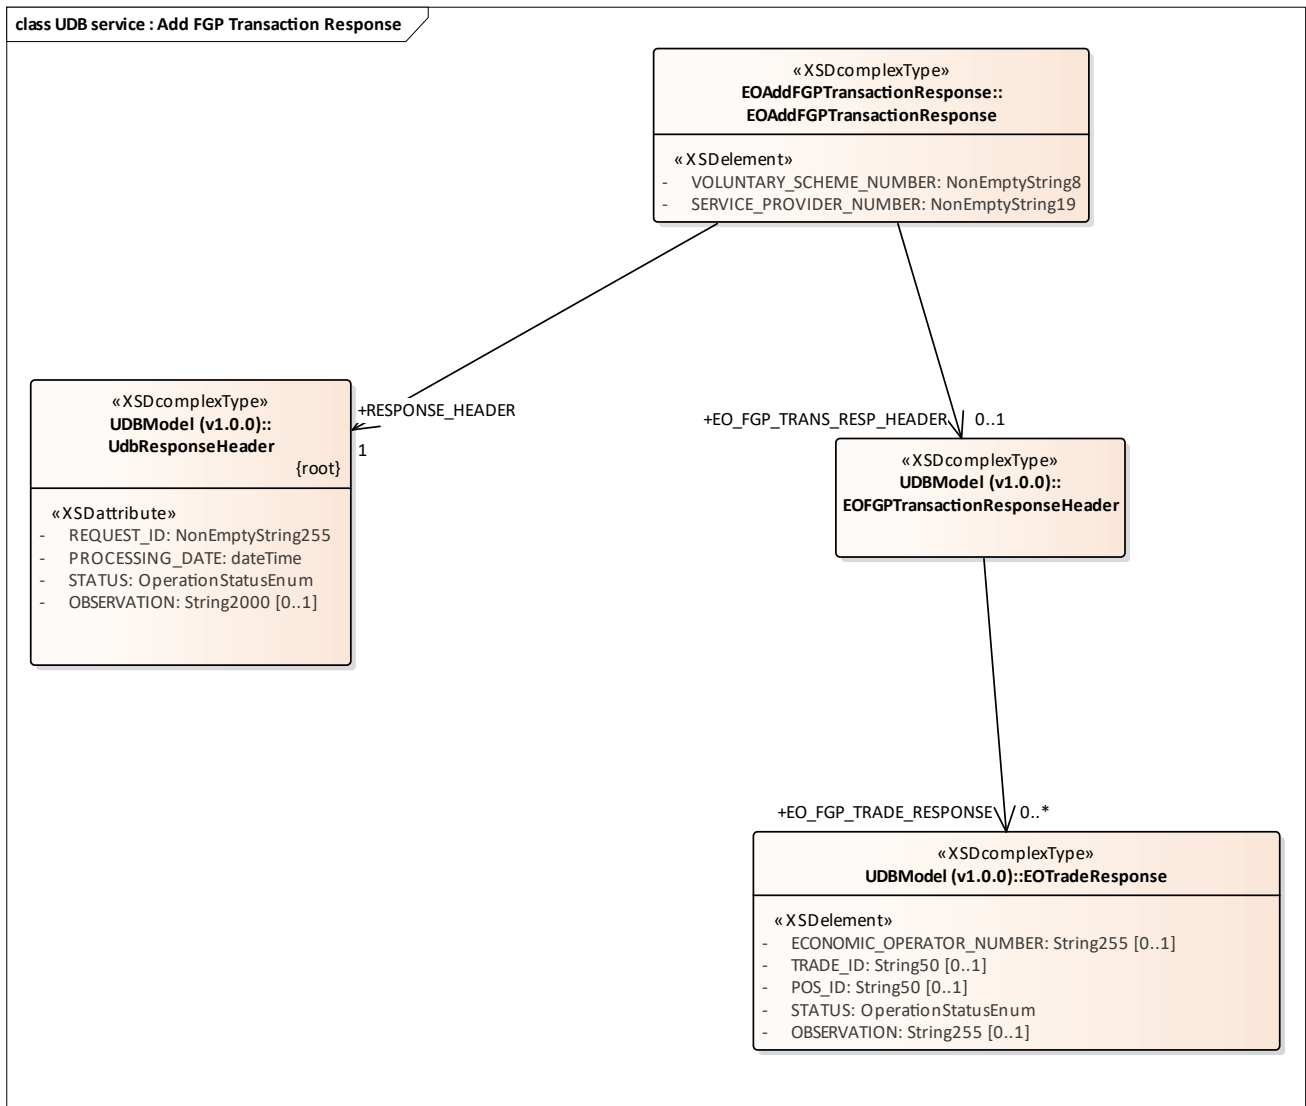 class UDB service : Add FGP Transaction Response
«XSDcomplexType»
EOAddFGPTransactionResponse::
EOAddFGPTransactionResponse
«XSDelement»
- VOLUNTARY_SCHEME_NUMBER: NonEmptyString8
- SERVICE_PROVIDER_NUMBER: NonEmptyString19
«XSDcomplexType»
UDBModel (v1.0.0)::
UdbResponseHeader
{root}
«XSDattribute»
- REQUEST_ID: NonEmptyString255
- PROCESSING_DATE: dateTime
- STATUS: OperationStatusEnum
- OBSERVATION: String2000 [0..1]
+RESPONSE_HEADER
1
+EO_FGP_TRANS_RESP_HEADER 0..1
«XSDcomplexType»
UDBModel (v1.0.0)::
EOFGPTransactionResponseHeader
+EO_FGP_TRADE_RESPONSE 0..*
«XSDcomplexType»
UDBModel (v1.0.0)::EOTradeResponse
«XSDelement»
- ECONOMIC_OPERATOR_NUMBER: String255 [0..1]
- TRADE_ID: String50 [0..1]
- POS_ID: String50 [0..1]
- STATUS: OperationStatusEnum
- OBSERVATION: String255 [0..1]